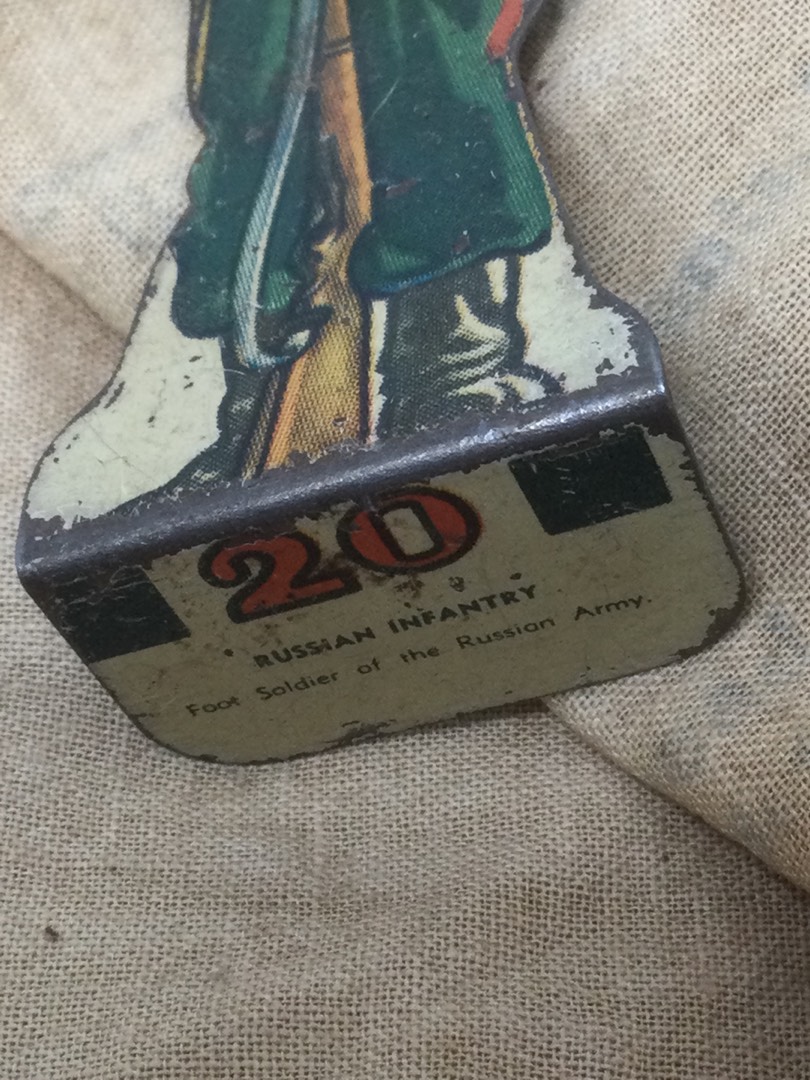 20
RUSSIAN INFANTRY
Foot Soldier of the Russian Army.